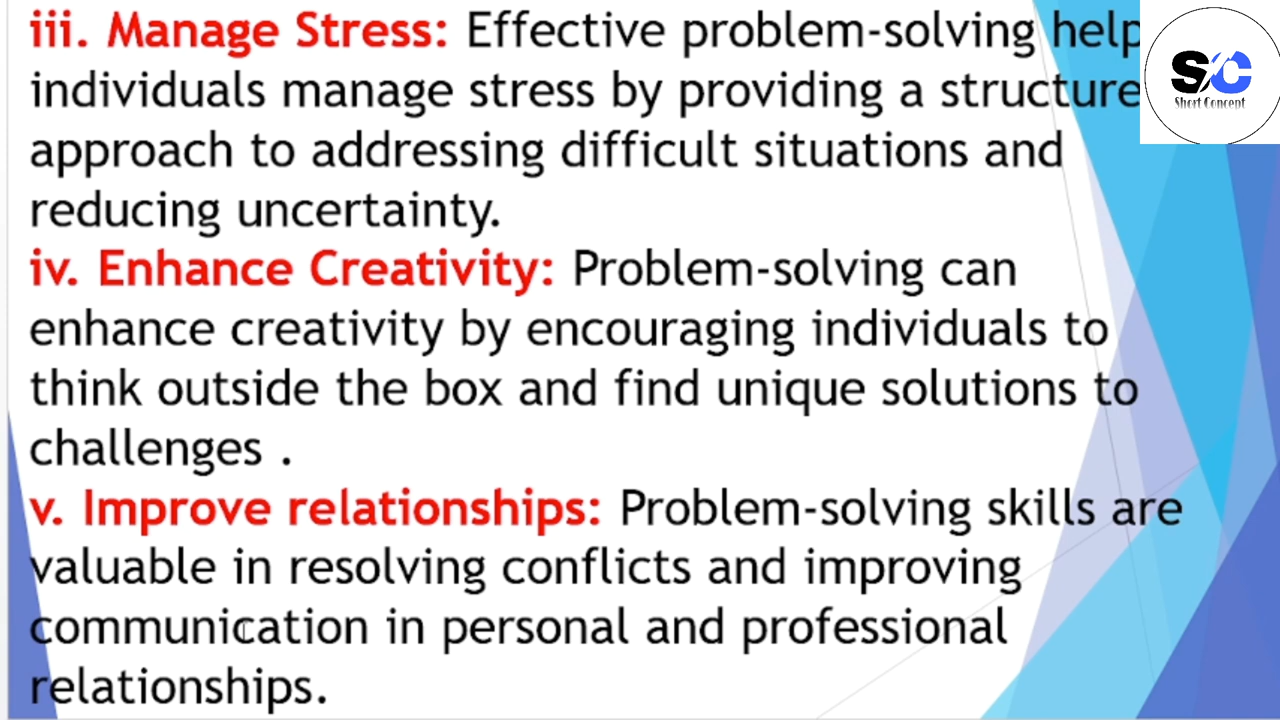 iii. Manage Stress: Effective problem-solving help
individuals manage stress by providing a structure
approach to addressing difficult situations and
reducing uncertainty.
iv. Enhance Creativity: Problem-solving can
enhance creativity by encouraging individuals to
think outside the box and find unique solutions to
challenges .
v. Improve relationships: Problem-solving skills are
valuable in resolving conflicts and improving
communication in personal and professional
relationships.
SC
Short Concept